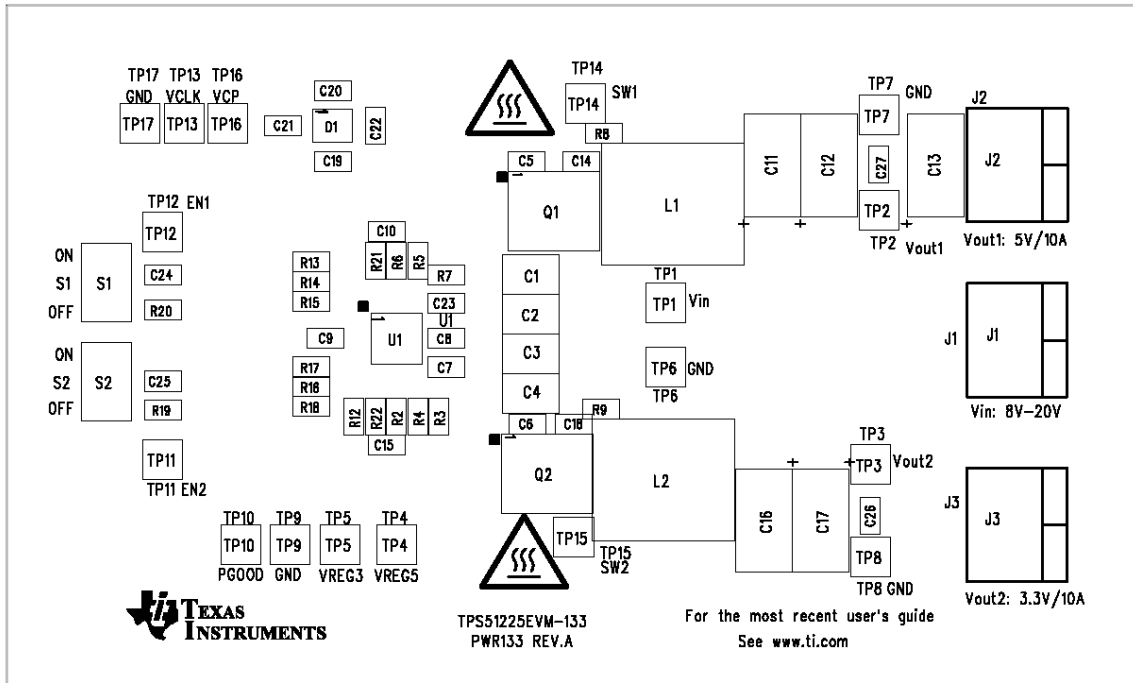 TP17 TP13 TP16
GND VCLK VCP
TP17 TP13 TP16
C20
C21 D1 C22
C19
TP14
TP14 SW1
R8
TP7
GND
TP7
J2
C11 C12 C27 C13 J2
C5 C14
Q1
L1
TP2
TP2
Vout1
Vout1: 5V/10A
TP12 EN1
TP12
ON
S1 S1
OFF
C24
R20
C10
R21 R6 R5
R7
R13
R14
R15
C23
U1
C9 U1 C8
C7
R17
R16
R18
R12 R22 R2 R4 R3
C15
C1
C2
C3
C4
TP1
TP1 Vin
TP6 GND
TP6
J1 J1
Vin: 8V-20V
ON
S2 S2
OFF
C25
R19
TP11
TP11 EN2
C6 C18 R9
Q2
L2
TP3
TP3 Vout2
C16 C17 C26
TP8
TP8 GND
J3 J3
Vout2: 3.3V/10A
TP15
TP15
SW2
TP10 TP9 TP5 TP4
TP10 TP9 TP5 TP4
PGOOD GND VREG3 VREG5
ti TEXAS
INSTRUMENTS
TPS51225EVM-133
PWR133 REV.A
For the most recent user's guide
See www.ti.com